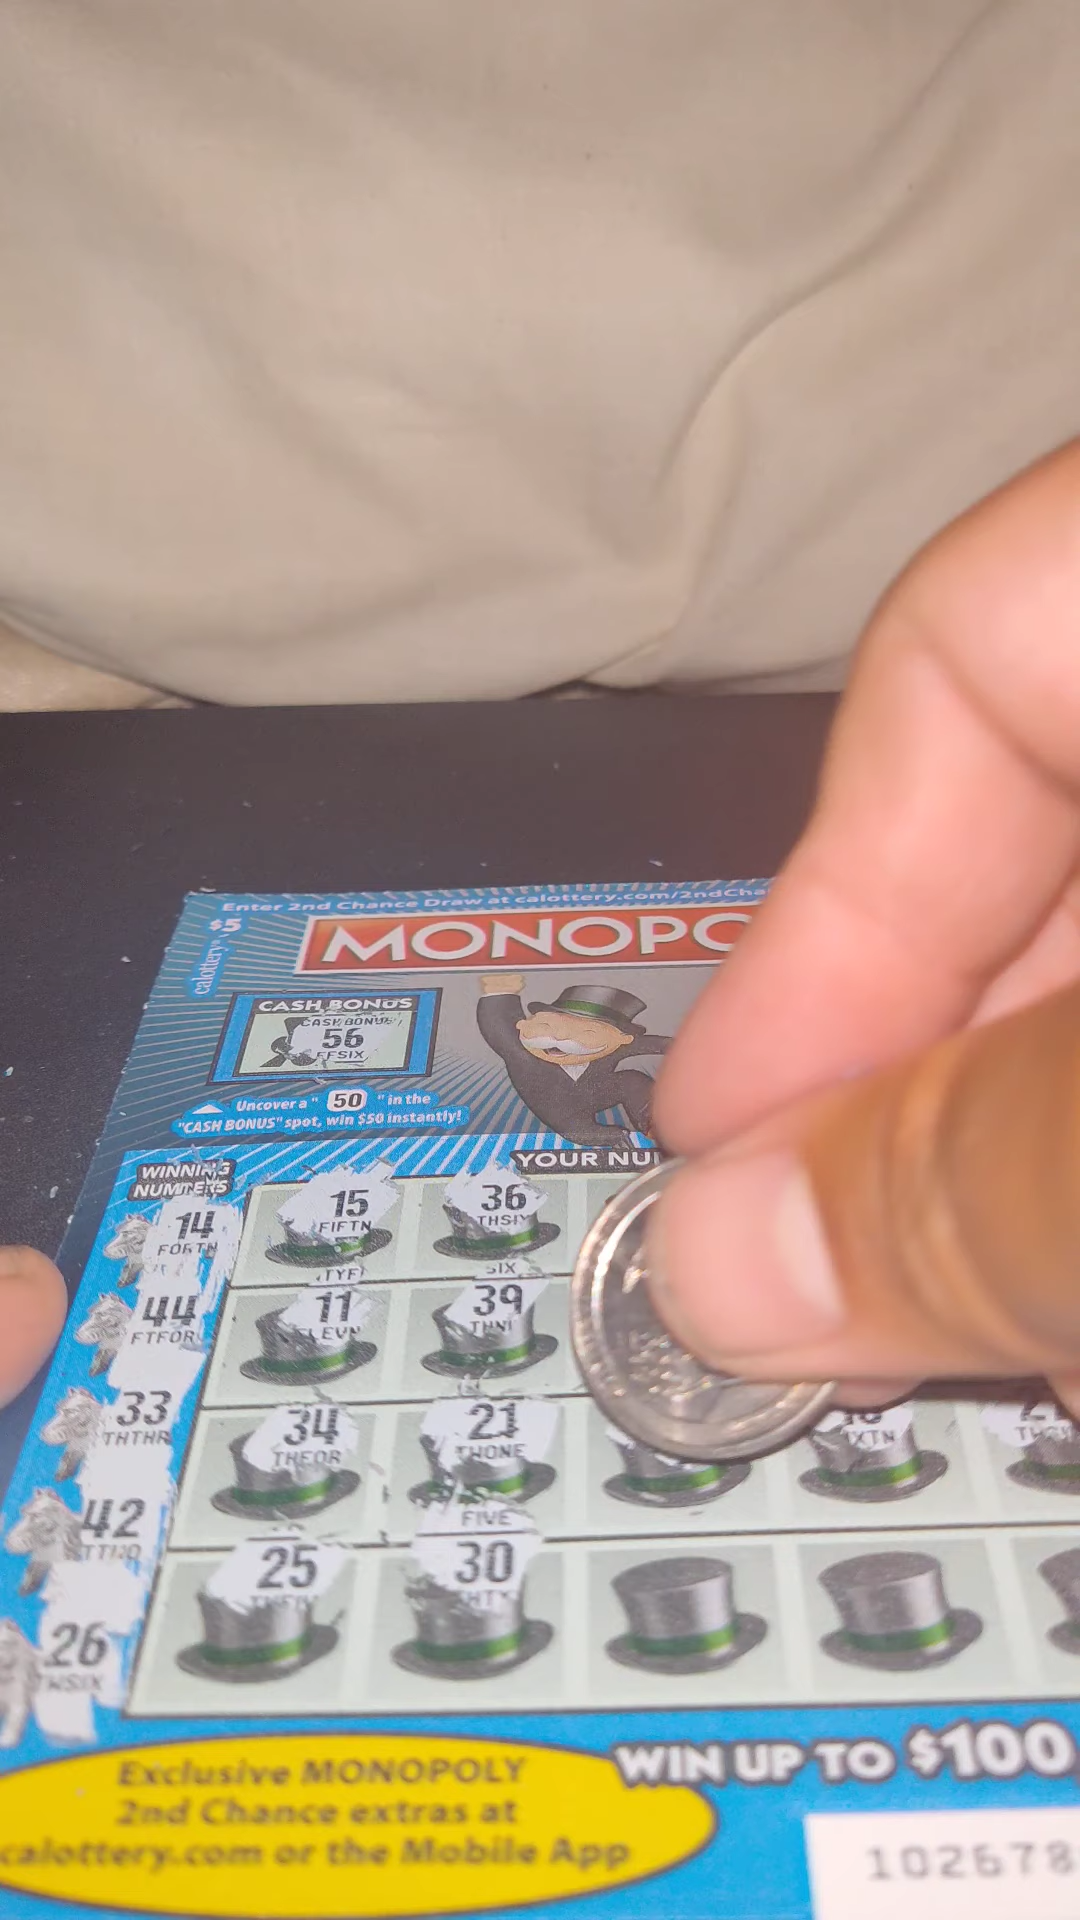 Enter 2nd Chance Draw at calottery.com/2ndCha
$5
calottery
MONOPO
CASH BONUS
CASH BONUS
56
FFSIX
Uncover a "50" in the
"CASH BONUS" spot, win $50 instantly!
WINNING
NUMBERS
YOUR NU
14
FORTN
44
FTFOR
33
THTHR
42
26
TWSIX
15
FIFTN
36
THSIX
11
39
34
THFOR
21
TWONE
FIVE
25
30
WIN UP TO $100
Exclusive MONOPOLY
2nd Chance extras at
calottery.com or the Mobile App
102678